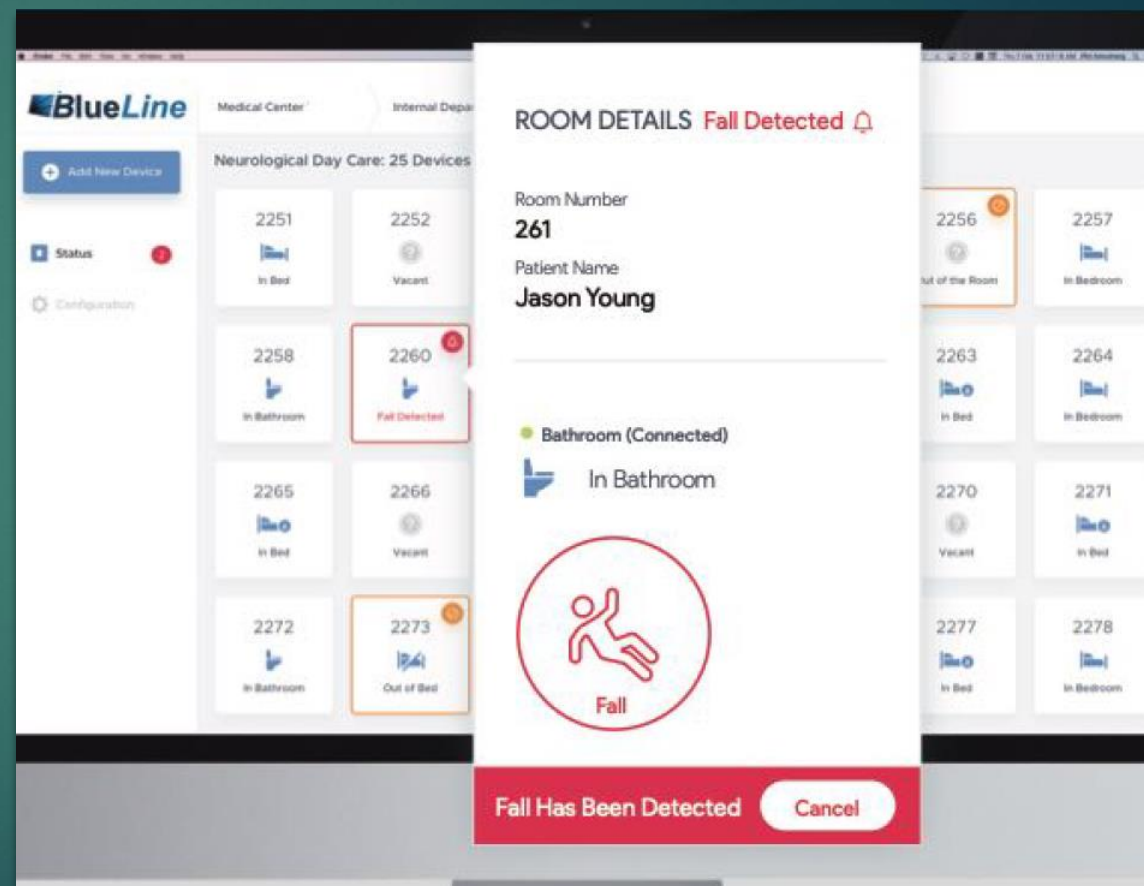 BlueLine
Medical Center
Internal Depa
Add New Device
Status
Configuration
Neurological Day Care: 25 Devices
2251
In Bed
2252
Vacant
2256
ut of the Room
2257
In Bedroom
2258
In Bathroom
2260
Fall Detected
2263
In Bed
2264
In Bedroom
2265
In Bed
2266
Vacant
2270
Vacant
2271
In Bed
2272
In Bathroom
2273
Out of Bed
2277
In Bed
2278
In Bedroom
ROOM DETAILS Fall Detected
Room Number
261
Patient Name
Jason Young
Bathroom (Connected)
In Bathroom
Fall
Fall Has Been Detected
Cancel